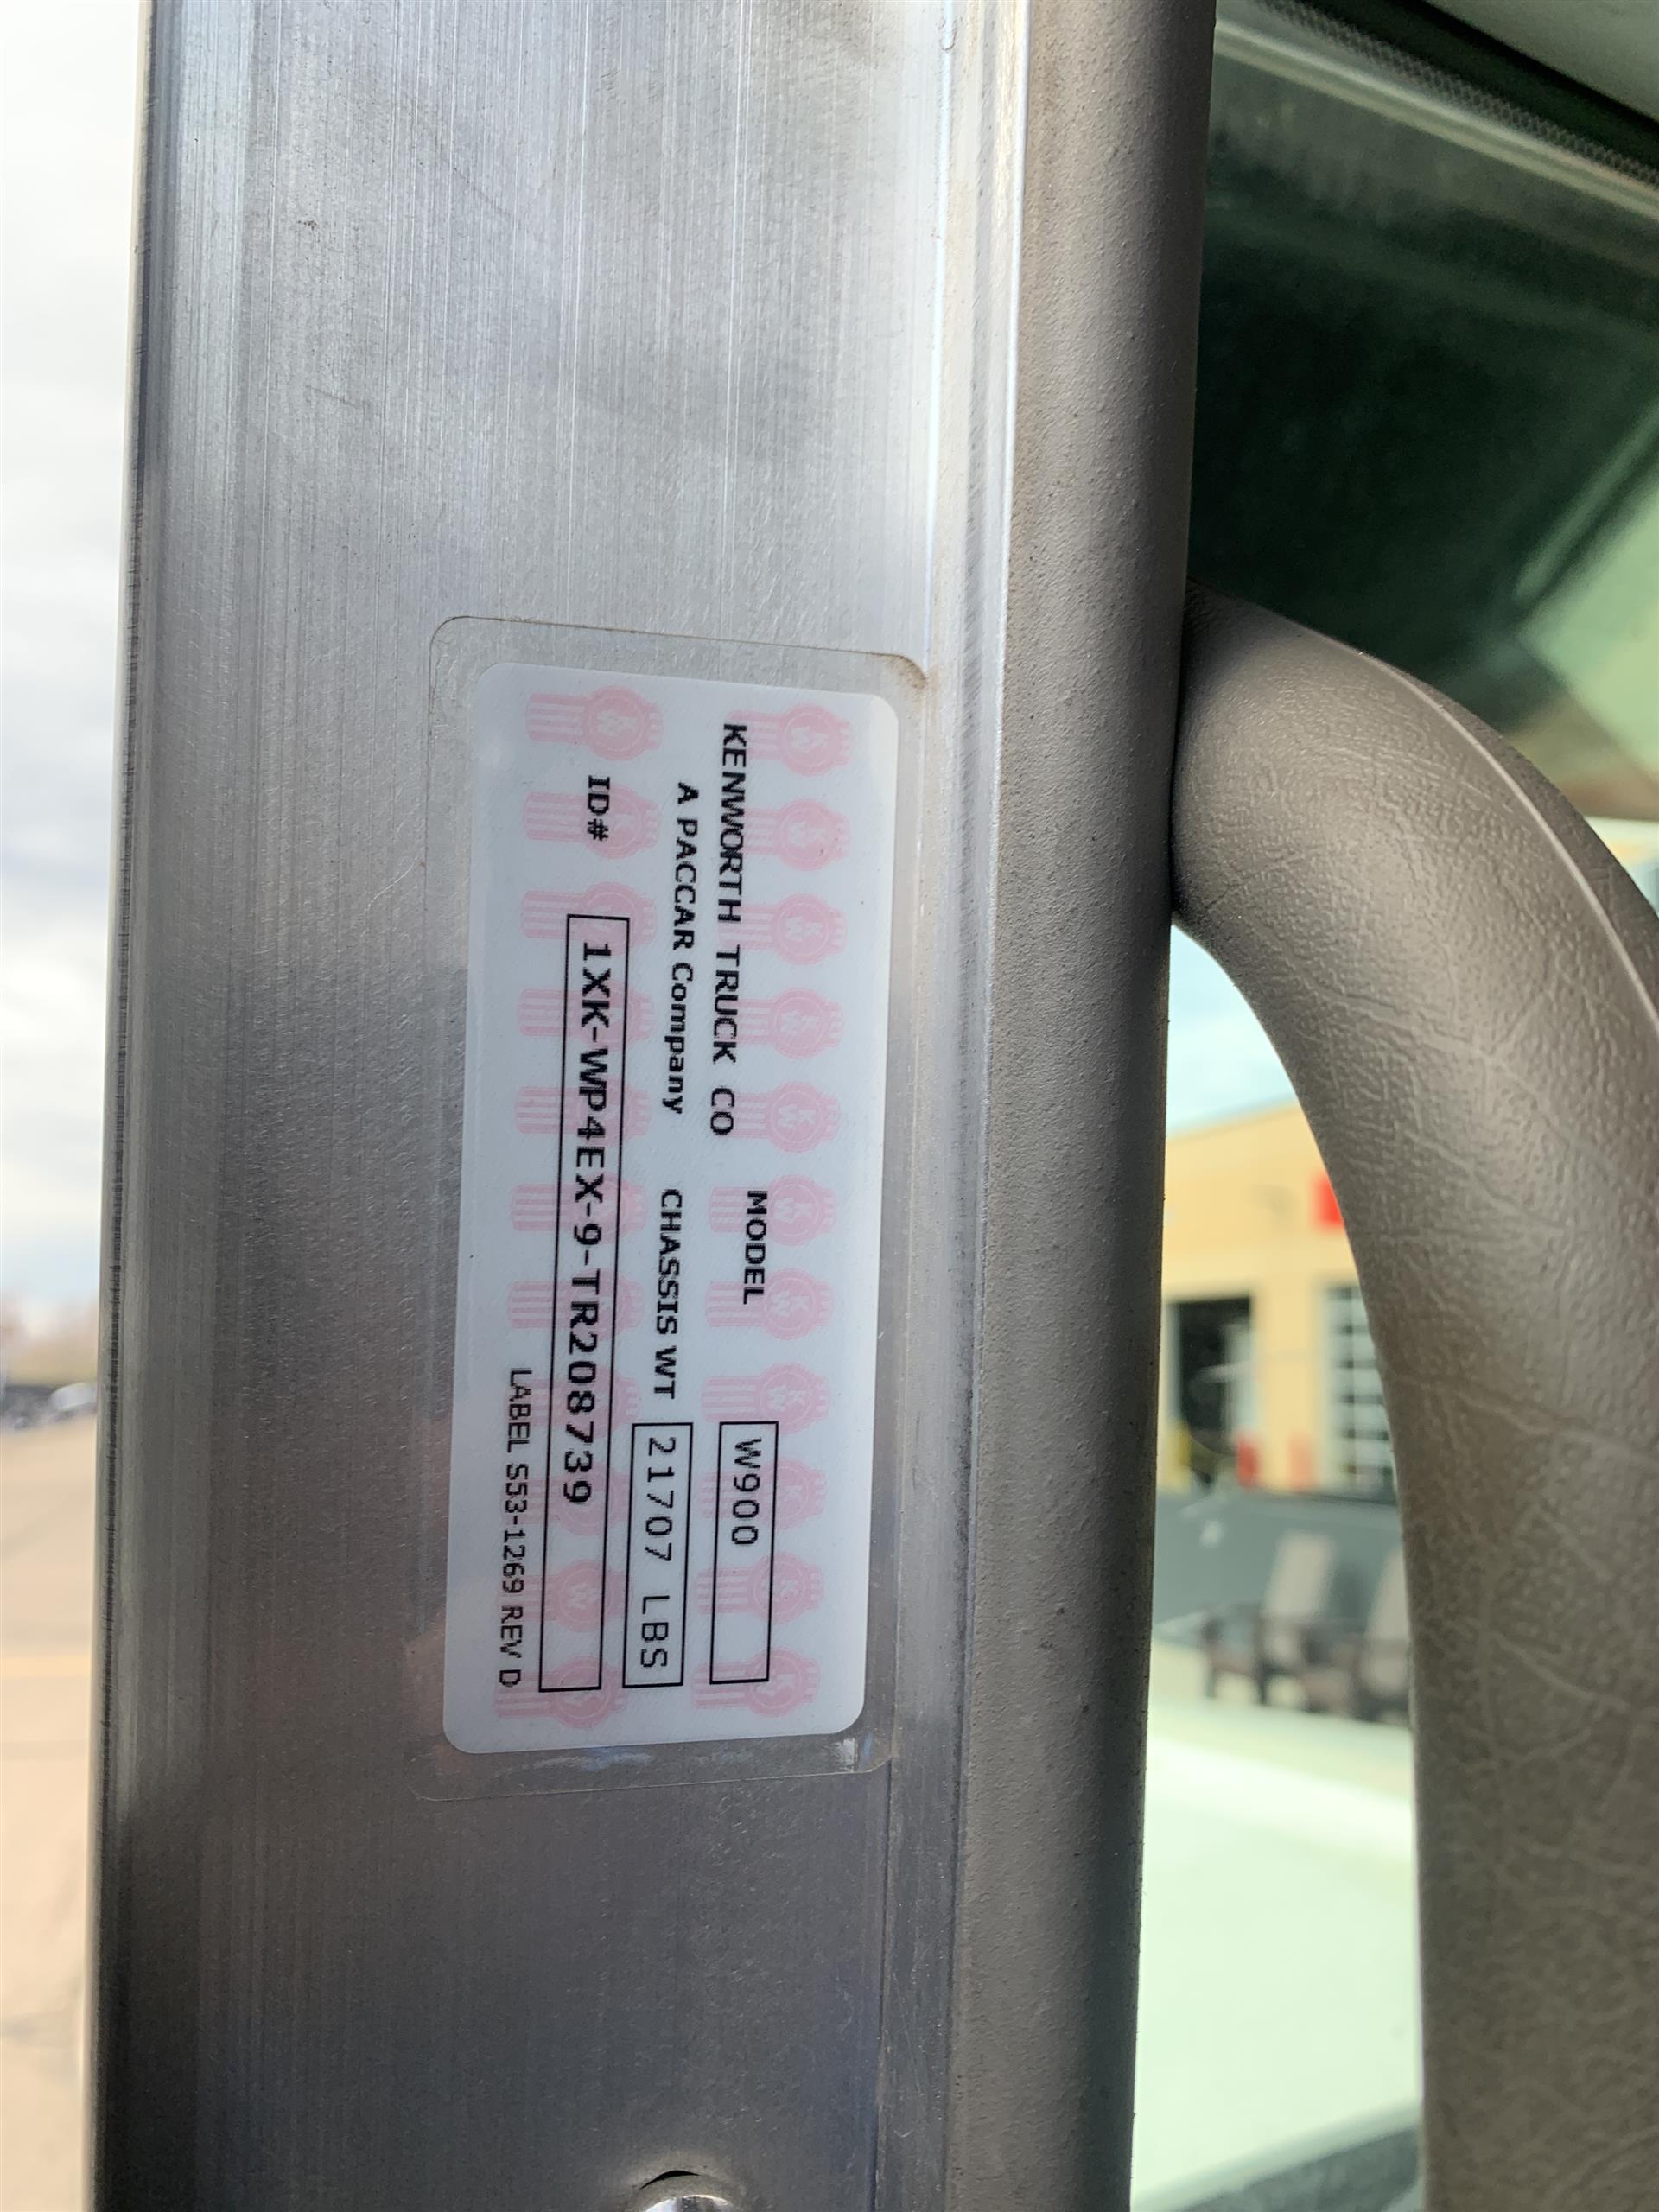 KENWORTH TRUCK CO
A PACCAR Company
MODEL W900
CHASSIS WT 21707 LBS
ID# 1XK-WP4EX-9-TR208739
LABEL S53-1269 REV D